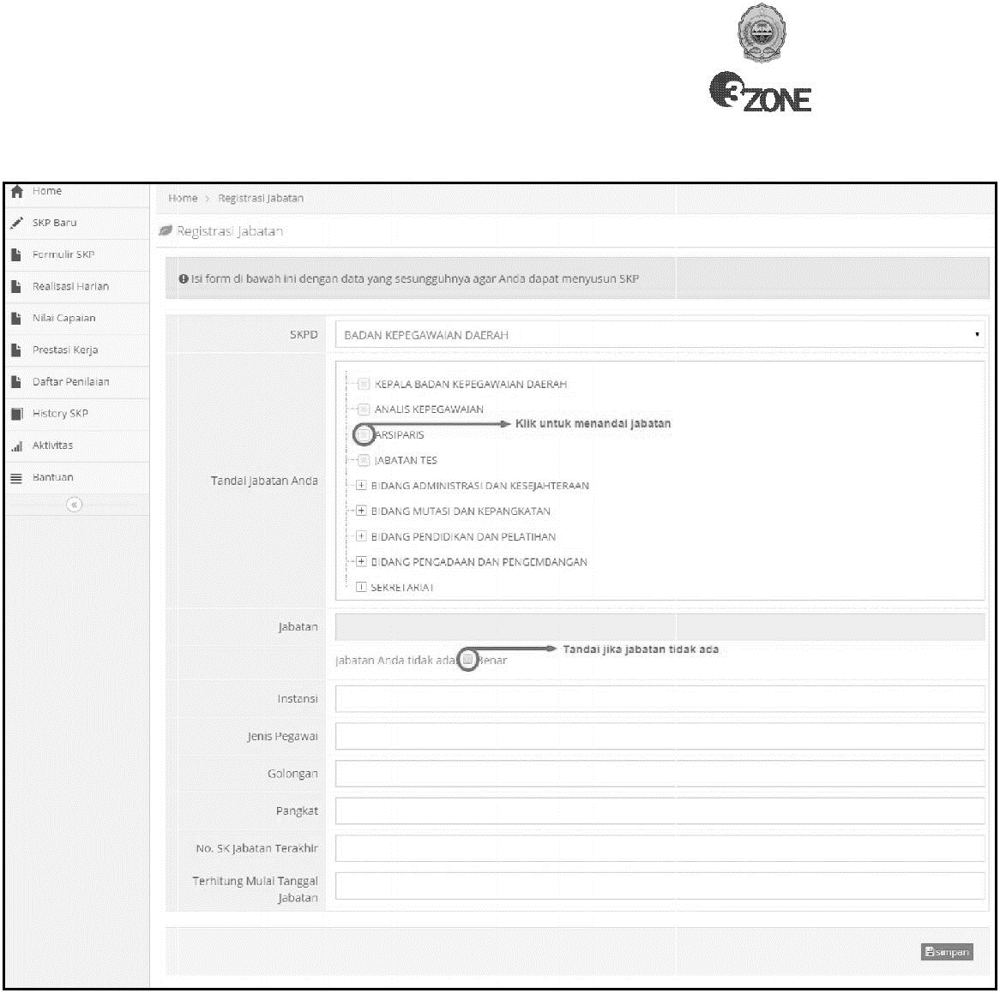 3ZONE
Home
SKP Baru
Formulir SKP
Realisasi Harian
Nilai Capaian
Prestasi Kerja
Daftar Penilaian
History SKP
Aktivitas
Bantuan
Home > Registrasi Jabatan
Registrasi Jabatan
Isi form di bawah ini dengan data yang sesungguhnya agar Anda dapat menyusun SKP
SKPD
BADAN KEPEGAWAIAN DAERAH
Tandai Jabatan Anda
KEPALA BADAN KEPEGAWAIAN DAERAH
ANALIS KEPEGAWAIAN
Klik untuk menandai jabatan
ARSIPARIS
JABATAN TES
BIDANG ADMINISTRASI DAN KESEJAHTERAAN
BIDANG MUTASI DAN KEPANGKATAN
BIDANG PENDIDIKAN DAN PELATIHAN
BIDANG PENGADAAN DAN PENGEMBANGAN
SEKRETARIAT
Jabatan
Tandai jika jabatan tidak ada
Jabatan Anda tidak ada Benar
Instansi
Jenis Pegawai
Golongan
Pangkat
No. SK Jabatan Terakhir
Terhitung Mulai Tanggal
Jabatan
simpan